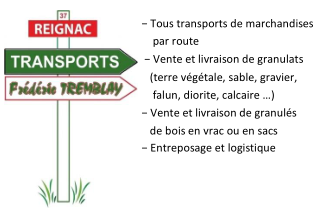 37
REIGNAC
TRANSPORTS
Frédéric TREMBLAY
– Tous transports de marchandises
par route
– Vente et livraison de granulats
(terre végétale, sable, gravier,
falun, diorite, calcaire ...)
– Vente et livraison de granulés
de bois en vrac ou en sacs
– Entreposage et logistique